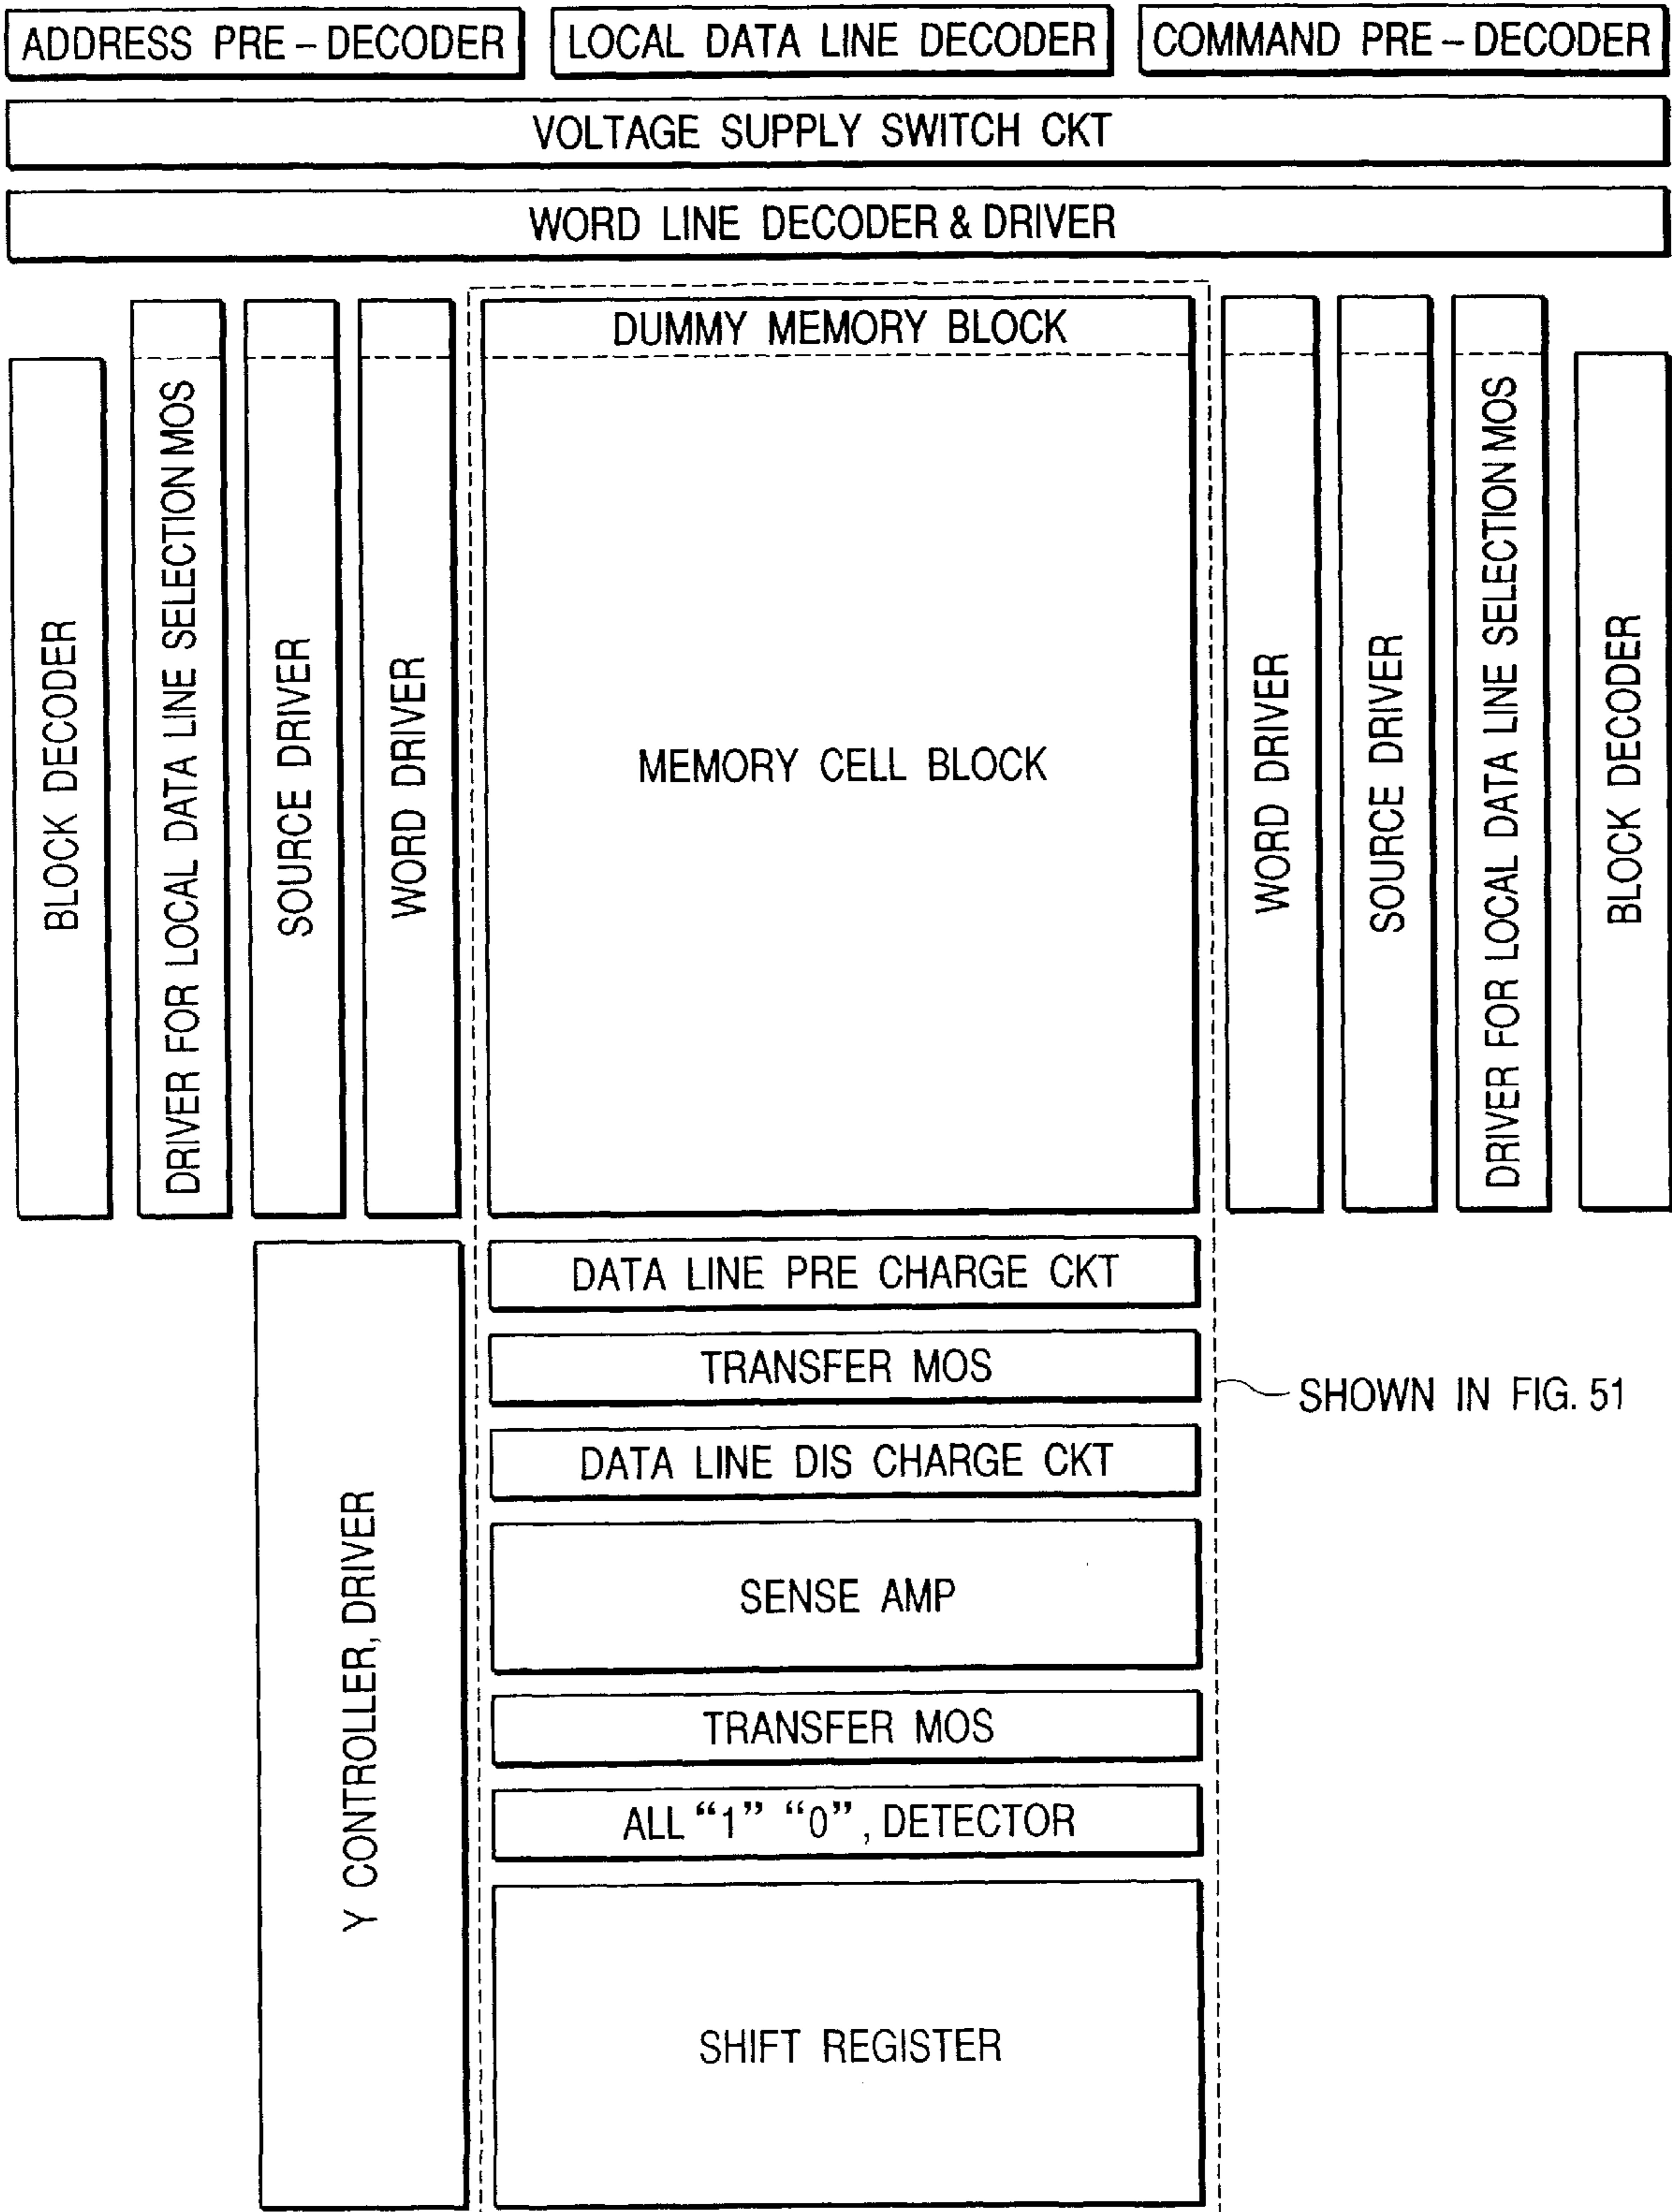 ADDRESS PRE-DECODER
LOCAL DATA LINE DECODER
COMMAND PRE-DECODER
VOLTAGE SUPPLY SWITCH CKT
WORD LINE DECODER & DRIVER
BLOCK DECODER
DRIVER FOR LOCAL DATA LINE SELECTION MOS
SOURCE DRIVER
WORD DRIVER
DUMMY MEMORY BLOCK
MEMORY CELL BLOCK
WORD DRIVER
SOURCE DRIVER
DRIVER FOR LOCAL DATA LINE SELECTION MOS
BLOCK DECODER
Y CONTROLLER, DRIVER
DATA LINE PRE CHARGE CKT
TRANSFER MOS
SHOWN IN FIG. 51
DATA LINE DIS CHARGE CKT
SENSE AMP
TRANSFER MOS
ALL “1” “0”, DETECTOR
SHIFT REGISTER